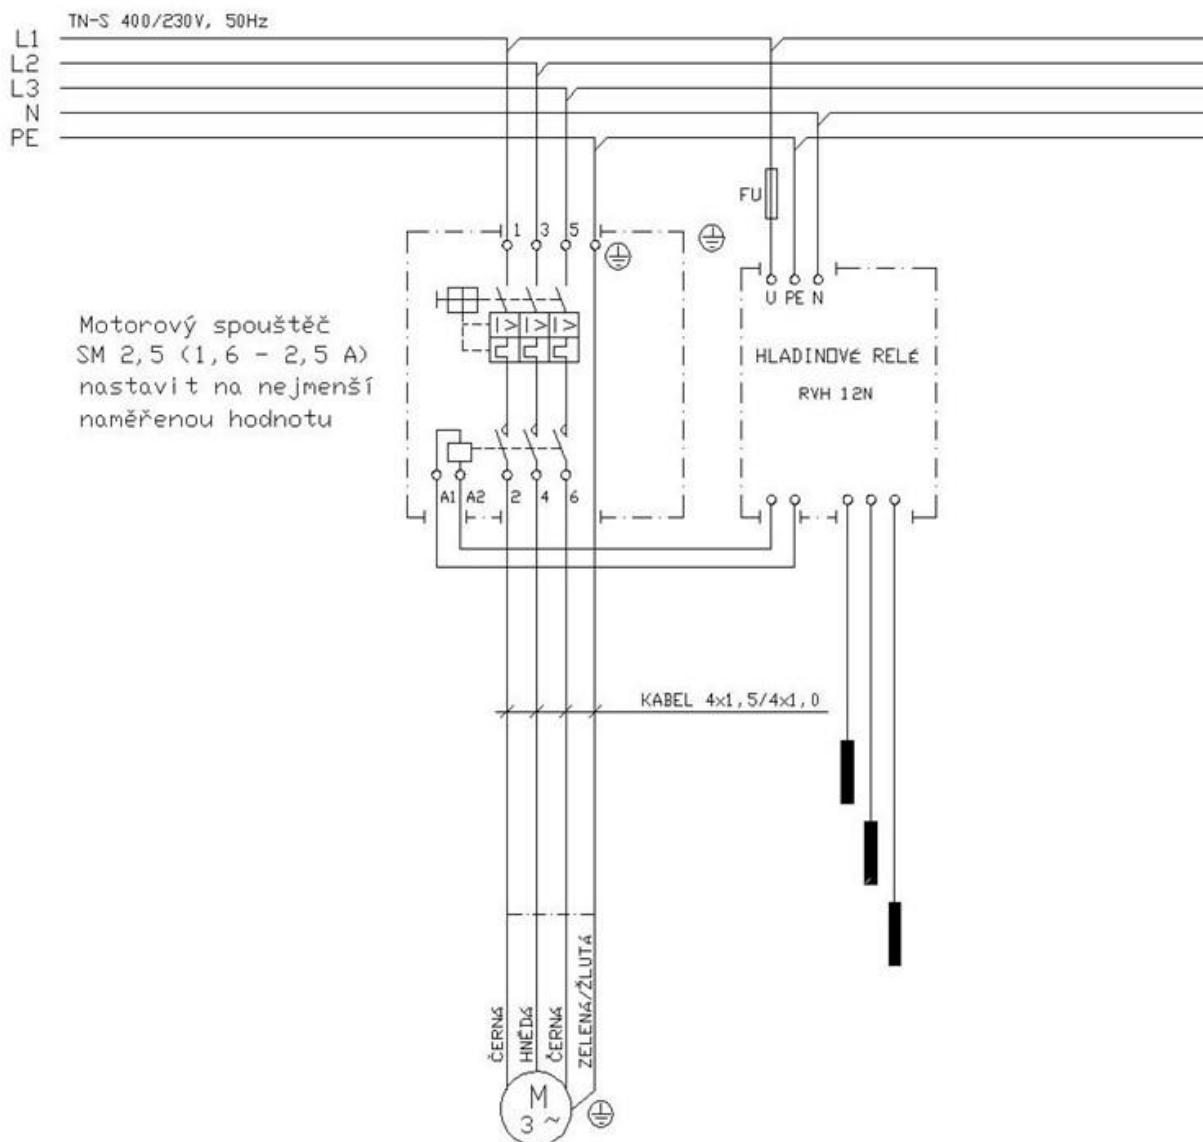 TN-S 400/230V, 50Hz
L1
L2
L3
N
PE
FU
1 3 5
U PE N
Motorový spouštěč
SM 2,5 (1,6 - 2,5 A)
nastavit na nejmenší
naměřenou hodnotu
I> I> I>
HLADINOVÉ RELÉ
RVH 12N
A1 A2 2 4 6
KABEL 4x1,5/4x1,0
ČERNÁ
HNĚDÁ
ČERNÁ
ZELENÁ/ŽLUTÁ
M
3 ~